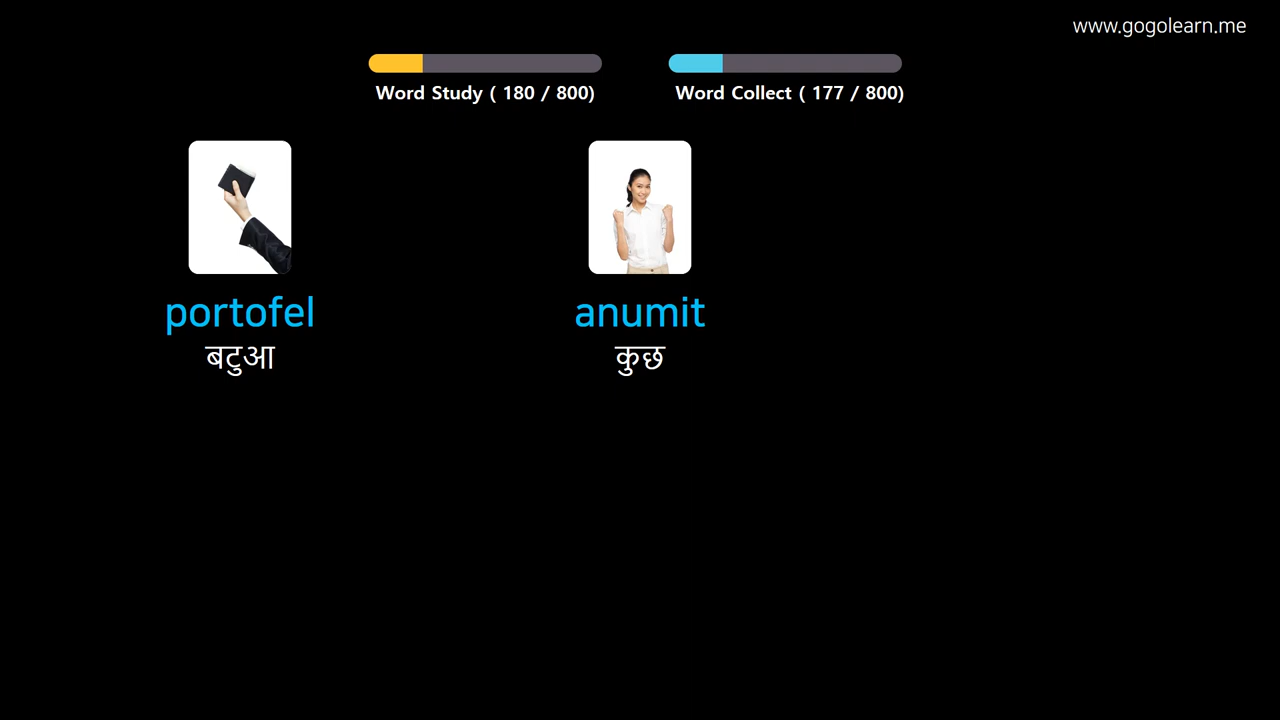 www.gogolearn.me
Word Study ( 180 / 800)
Word Collect ( 177 / 800)
portofel
बटुआ
anumit
कुछ